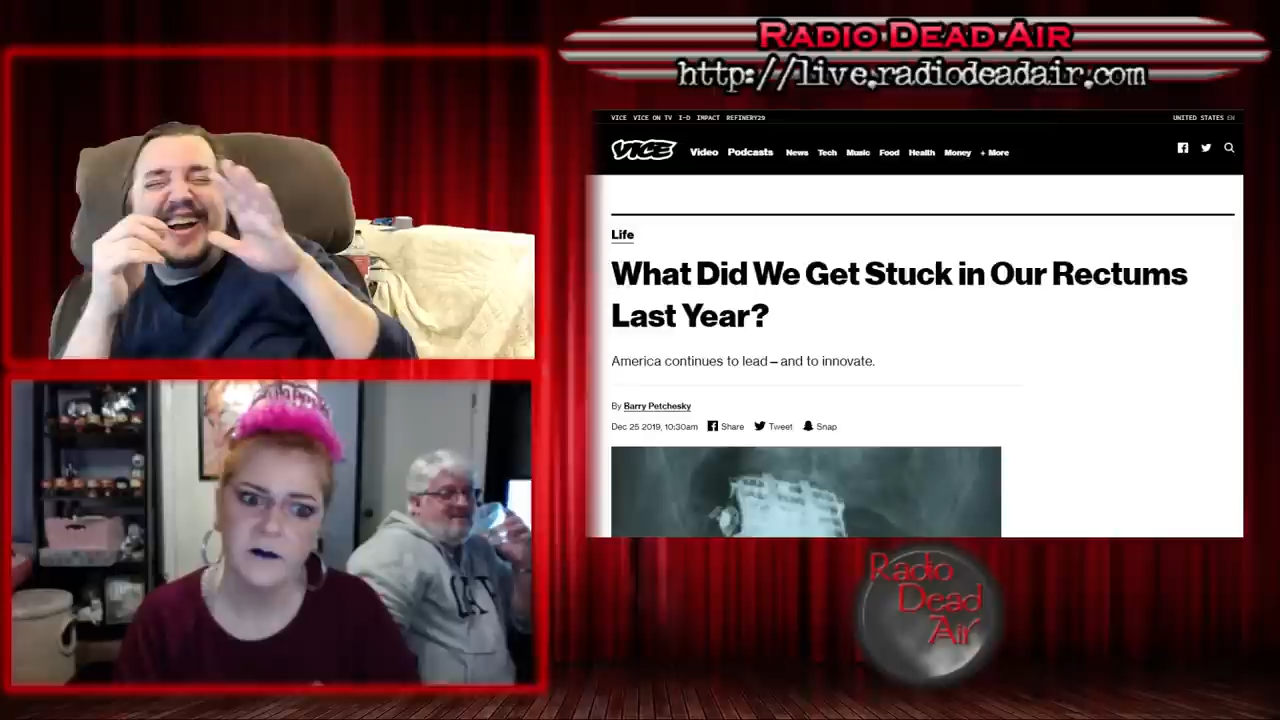 RADIO DEAD AIR
http://live.radiodeadair.com
VICE VICE ON TV I-D IMPACT REFINERY29 UNITED STATES EN
VICE Video Podcasts News Tech Music Food Health Money + More
Life
What Did We Get Stuck in Our Rectums
Last Year?
America continues to lead – and to innovate.
By Barry Petchesky
Dec 25 2019, 10:30am Share Tweet Snap
Radio
Dead
Air